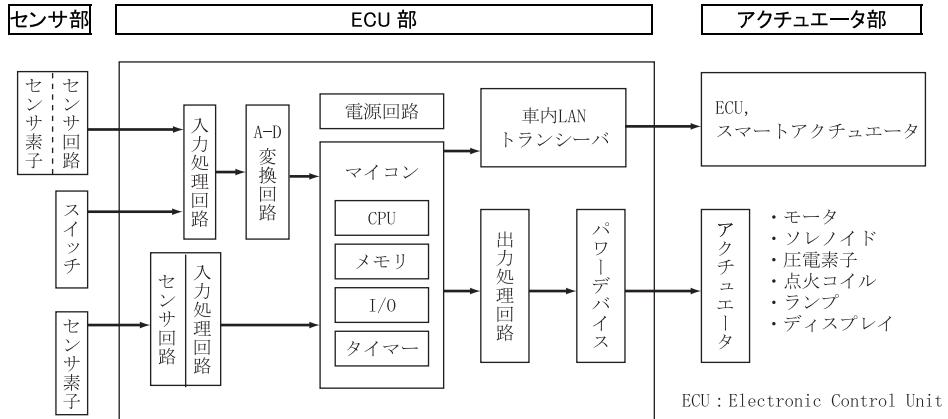 センサ部
ECU 部
アクチュエータ部
センサ素子
センサ回路
スイッチ
センサ素子
入力処理回路
A-D
変換回路
センサ回路
入力処理回路
電源回路
マイコン
CPU
メモリ
I/O
タイマー
車内LAN
トランシーバ
出力処理回路
パワーデバイス
ECU,
スマートアクチュエータ
アクチュエータ
・モータ
・ソレノイド
・圧電素子
・点火コイル
・ランプ
・ディスプレイ
ECU：Electronic Control Unit